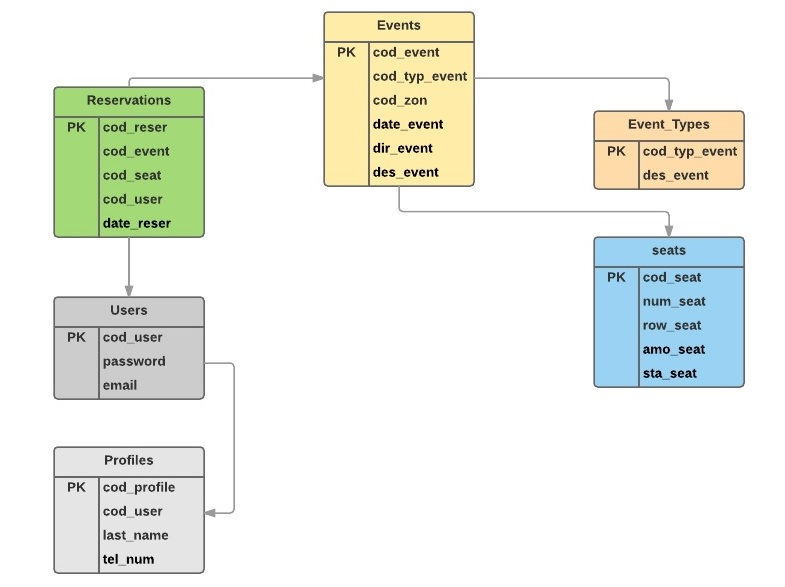 Events
PK cod_event
cod_typ_event
cod_zon
date_event
dir_event
des_event
Reservations
PK cod_reser
cod_event
cod_seat
cod_user
date_reser
Event_Types
PK cod_typ_event
des_event
seats
PK cod_seat
num_seat
row_seat
amo_seat
sta_seat
Users
PK cod_user
password
email
Profiles
PK cod_profile
cod_user
last_name
tel_num